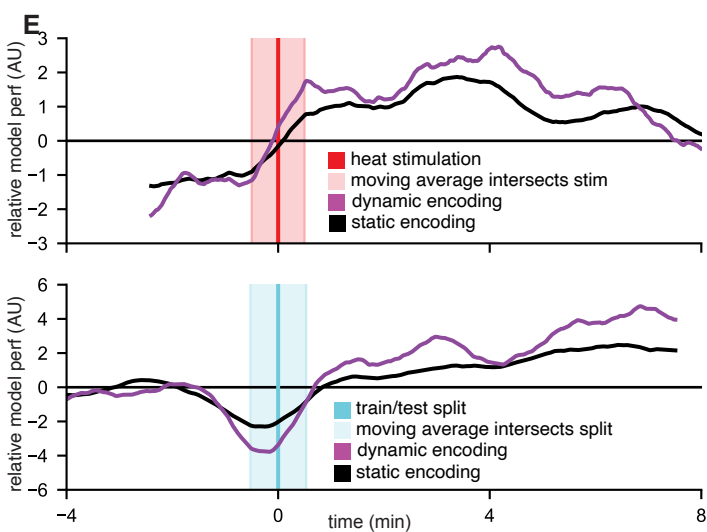 E
relative model perf (AU)
3
2
1
0
−1
−2
−3
heat stimulation
moving average intersects stim
dynamic encoding
static encoding
4
8
relative model perf (AU)
6
4
2
0
−2
−4
−6
train/test split
moving average intersects split
dynamic encoding
static encoding
−4
0
4
8
time (min)